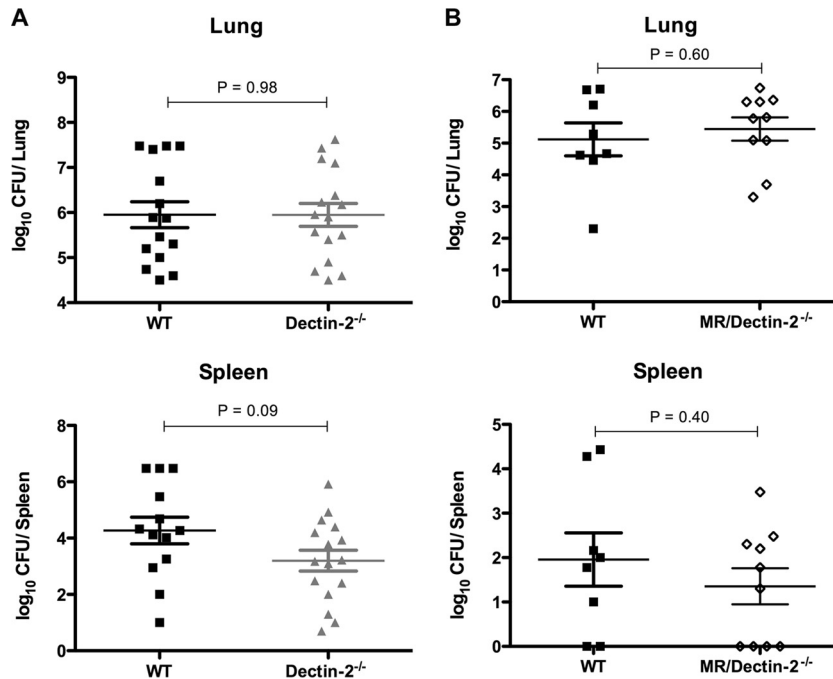 A
Lung
P = 0.98
log10 CFU/ Lung
9
8
7
6
5
4
WT
Dectin-2-/-
B
Lung
P = 0.60
log10 CFU/ Lung
7
6
5
4
3
2
1
0
WT
MR/Dectin-2-/-
Spleen
P = 0.09
log10 CFU/ Spleen
8
6
4
2
0
WT
Dectin-2-/-
Spleen
P = 0.40
log10 CFU/ Spleen
5
4
3
2
1
0
WT
MR/Dectin-2-/-